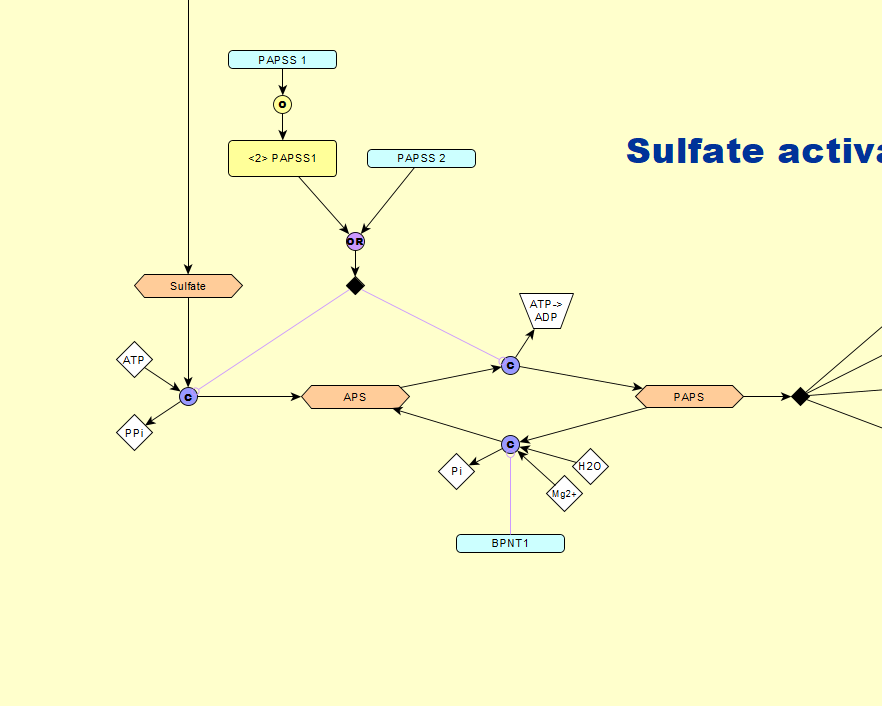 PAPSS 1
O
Sulfate activa
<2> PAPSS1
PAPSS 2
OR
Sulfate
ATP->
ADP
ATP
C
C
APS
PAPS
PPi
C
Pi
H2O
Mg2+
BPNT1